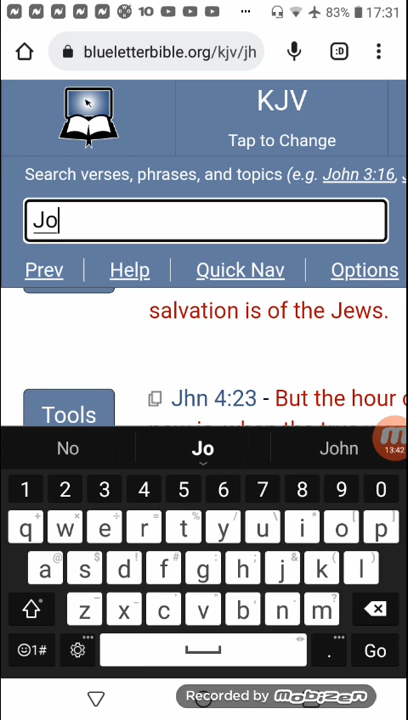 10 ... 83% 17:31
blueletterbible.org/kjv/jh :D
KJV
Tap to Change
Search verses, phrases, and topics (e.g. John 3:16,
Jo
Prev Help Quick Nav Options
salvation is of the Jews.
Tools Jhn 4:23 - But the hour
No Jo John
13:42
1 2 3 4 5 6 7 8 9 0
q w e r t y u i o p
a s d f g h j k l
z x c v b n m
☺1# . Go
Recorded by mobizen